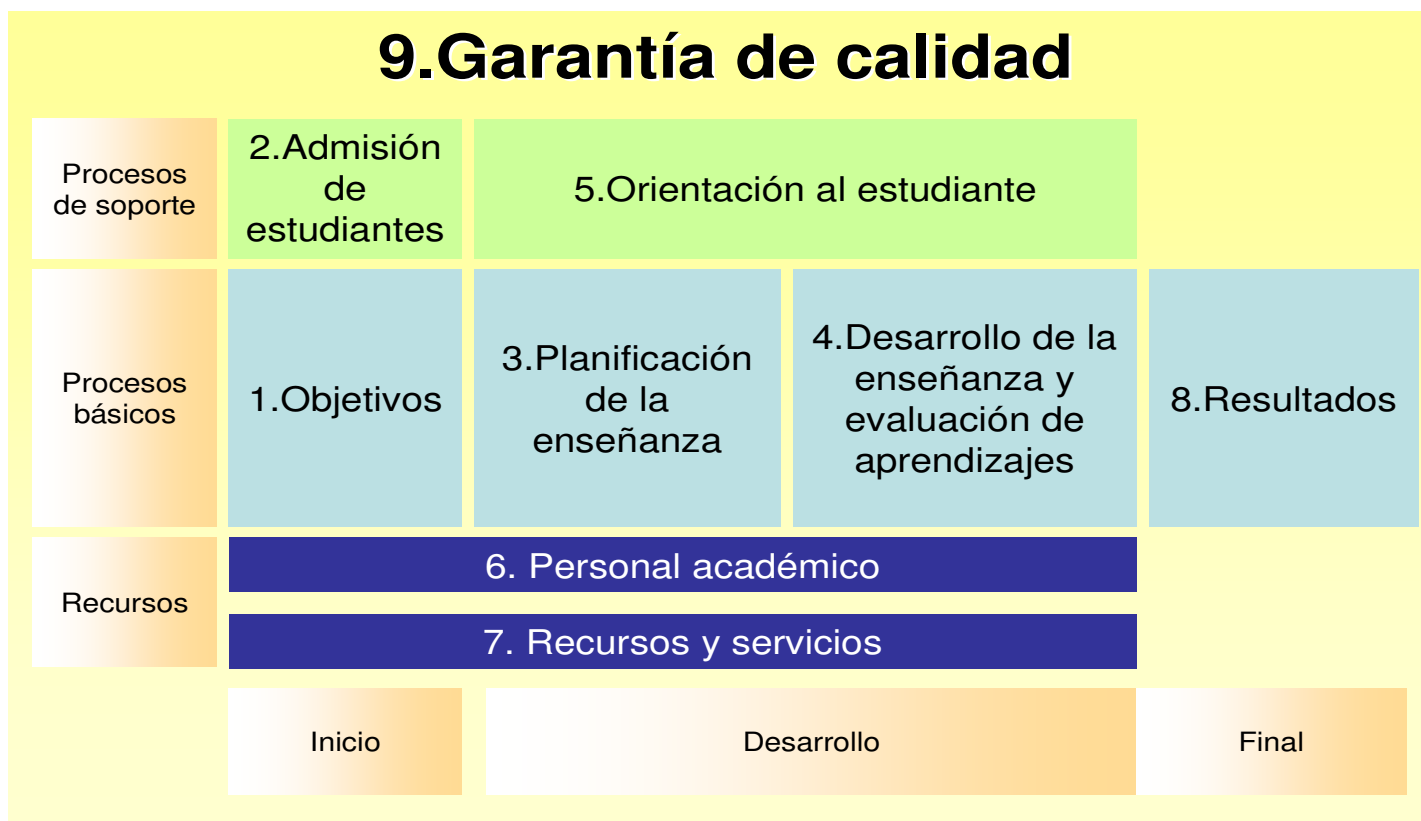 9.Garantía de calidad
Procesos
de soporte
2.Admisión
de
estudiantes
5.Orientación al estudiante
Procesos
básicos
1.Objetivos
3.Planificación
de la
enseñanza
4.Desarrollo de la
enseñanza y
evaluación de
aprendizajes
8.Resultados
Recursos
6. Personal académico
7. Recursos y servicios
Inicio
Desarrollo
Final